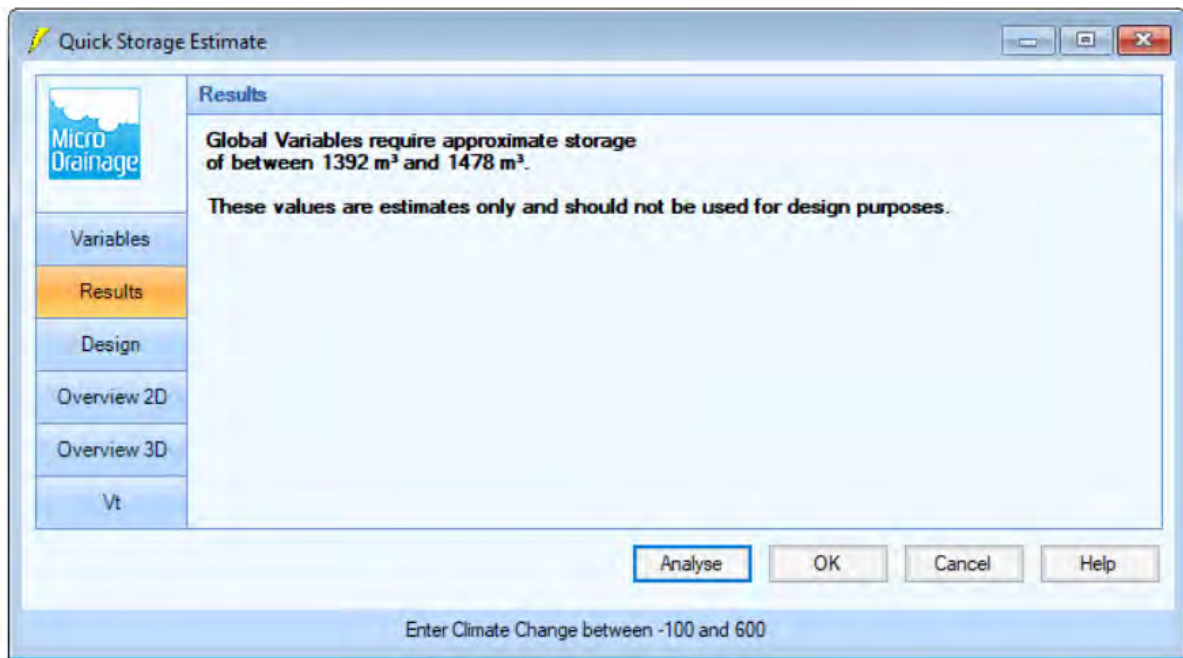 Quick Storage Estimate
Micro
Drainage
Results
Global Variables require approximate storage
of between 1392 m³ and 1478 m³.
These values are estimates only and should not be used for design purposes.
Variables
Results
Design
Overview 2D
Overview 3D
Vt
Analyse
OK
Cancel
Help
Enter Climate Change between -100 and 600